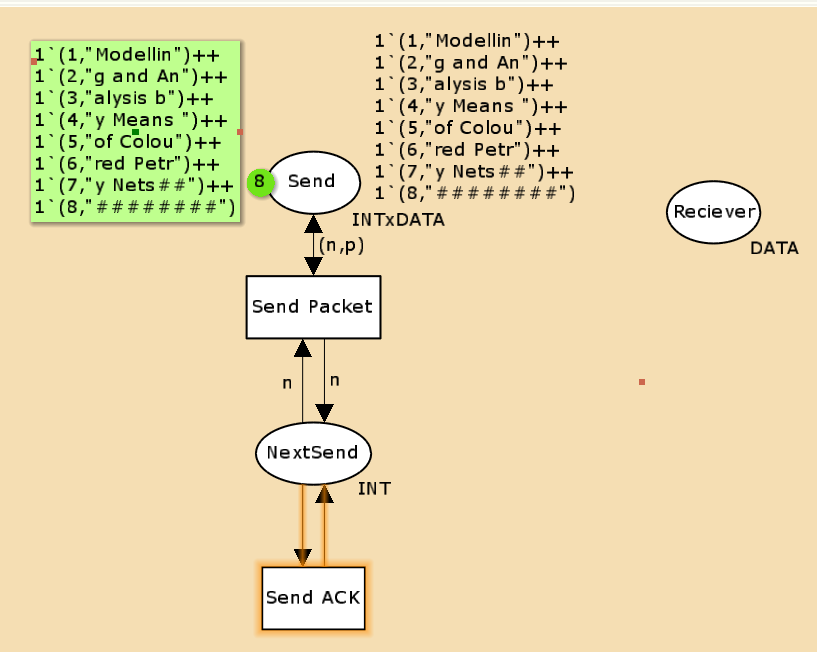 1`(1,"Modellin")++
1`(2,"g and An")++
1`(3,"alysis b")++
1`(4,"y Means ")++
1`(5,"of Colou")++
1`(6,"red Petr")++
1`(7,"y Nets##")++
1`(8,"########")
1`(1,"Modellin")++
1`(2,"g and An")++
1`(3,"alysis b")++
1`(4,"y Means ")++
1`(5,"of Colou")++
1`(6,"red Petr")++
1`(7,"y Nets##")++
1`(8,"########")
8
Send
INTxDATA
Reciever
DATA
(n,p)
Send Packet
n
n
NextSend
INT
Send ACK